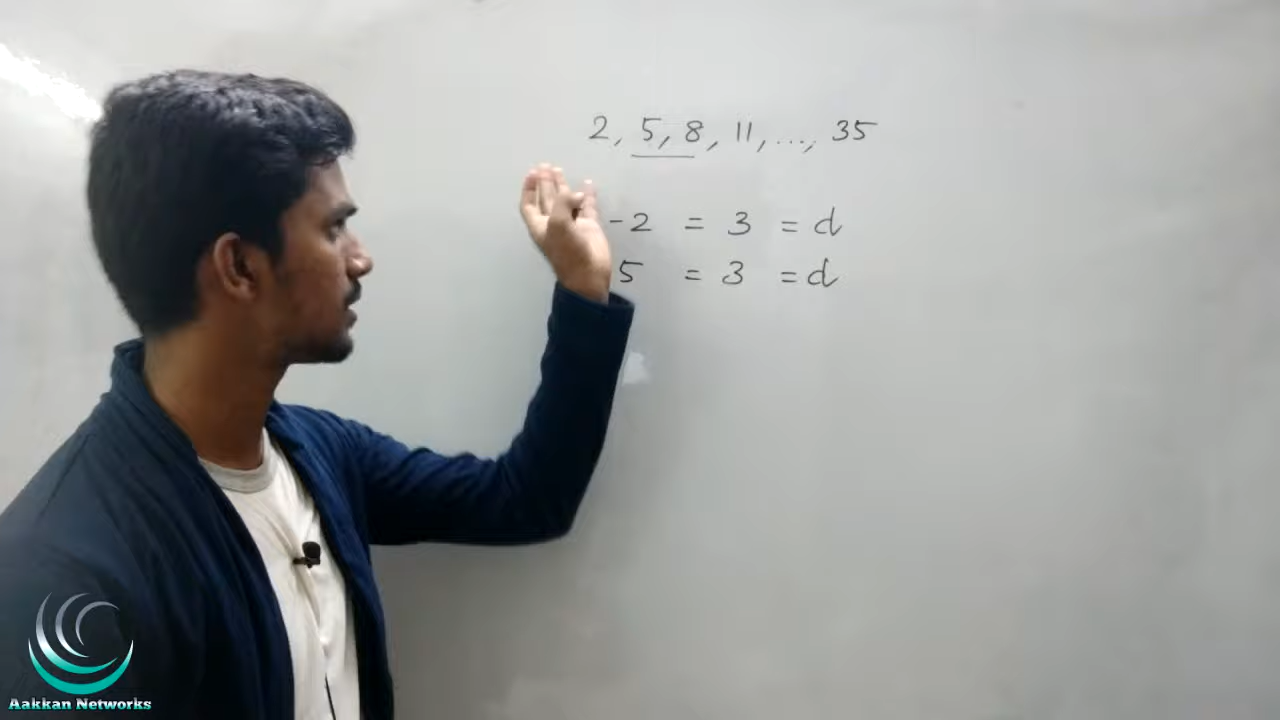 2, 5, 8, 11, ..., 35
-2 = 3 = d
5 = 3 = d
Aakkan Networks